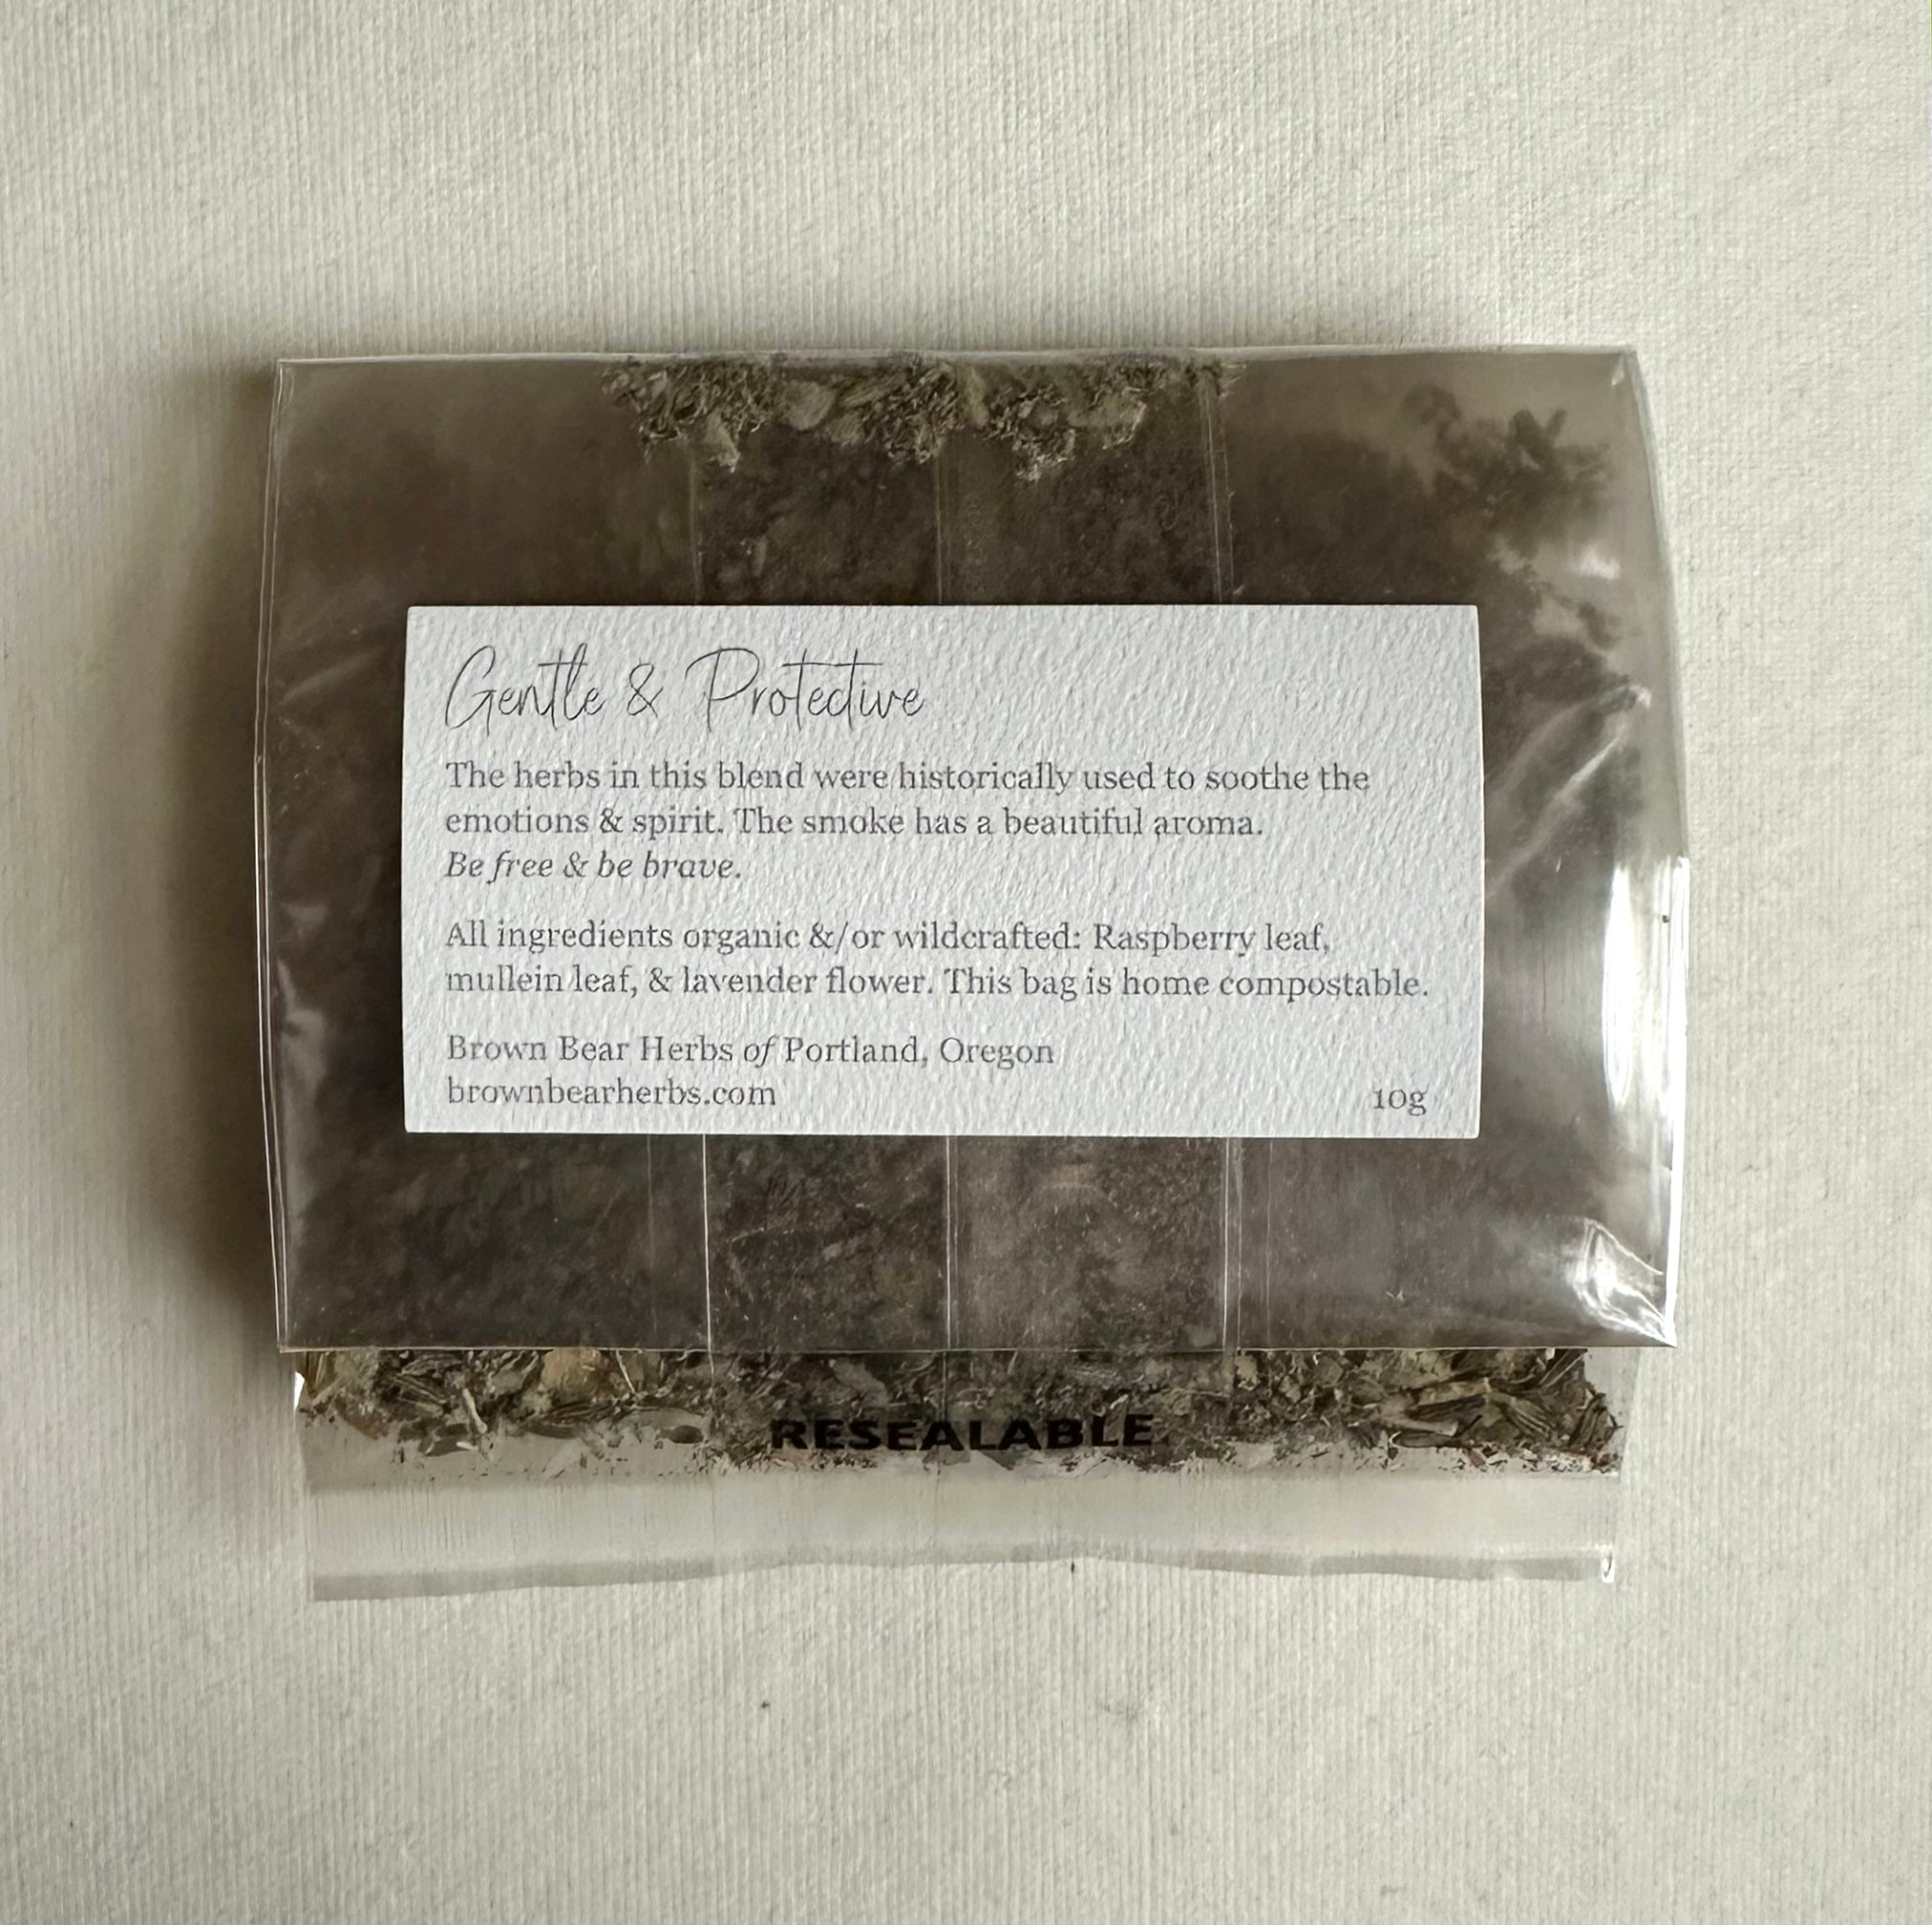 Gentle & Protective
The herbs in this blend were historically used to soothe the
emotions & spirit. The smoke has a beautiful aroma.
Be free & be brave.
All ingredients organic &/or wildcrafted: Raspberry leaf,
mullein leaf, & lavender flower. This bag is home compostable.
Brown Bear Herbs of Portland, Oregon
brownbearherbs.com
10g
RESEALABLE